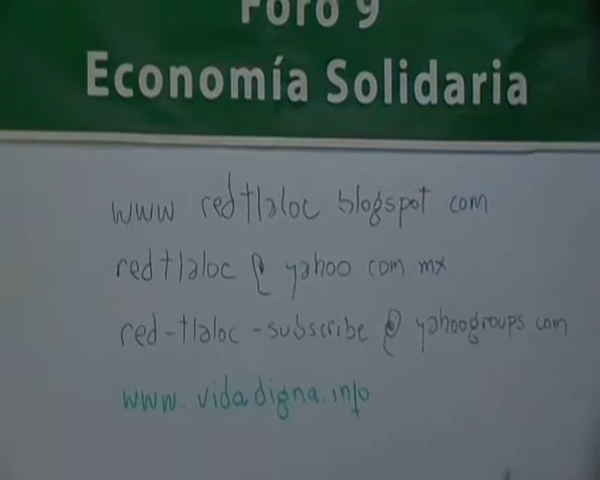 Foro 9
Economía Solidaria
www redtlaloc blogspot com
redtlaloc @ yahoo com mx
red-tlaloc-subscribe @ yahoogroups com
www.vidadigna.info